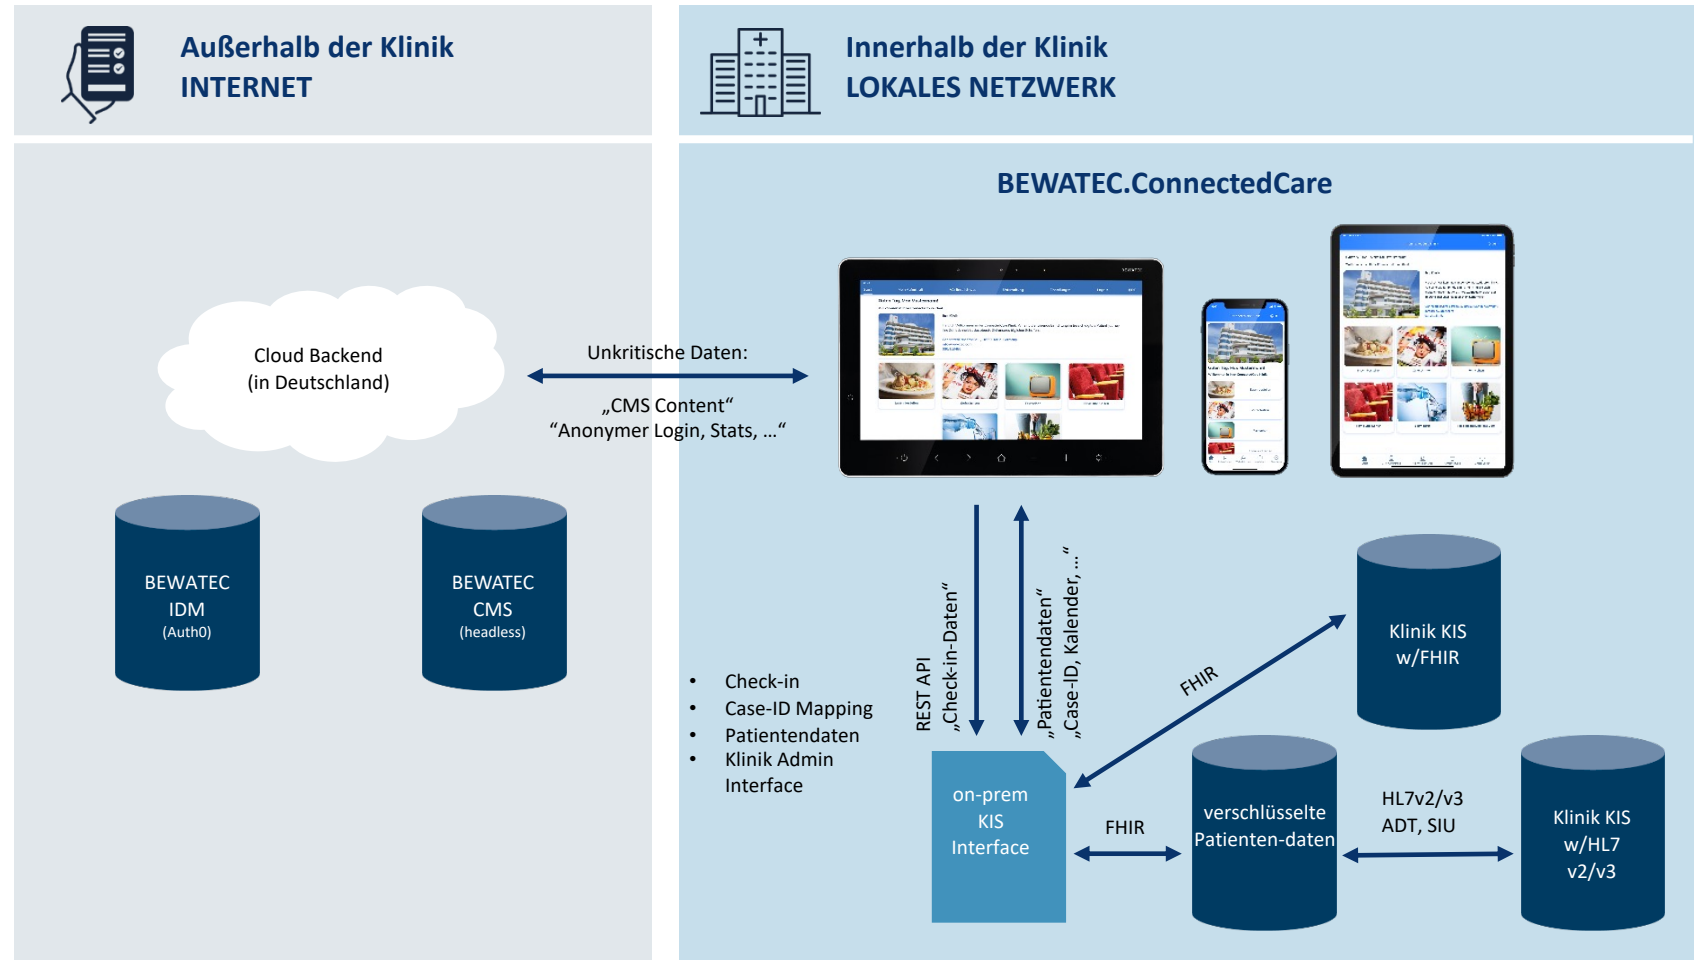 Außerhalb der Klinik
INTERNET
Innerhalb der Klinik
LOKALES NETZWERK
BEWATEC.ConnectedCare
Cloud Backend
(in Deutschland)
Unkritische Daten:
„CMS Content“
“Anonymer Login, Stats, …“
BEWATEC
IDM
(Auth0)
BEWATEC
CMS
(headless)
REST API
„Check-in-Daten“
„Patientendaten“
„Case-ID, Kalender, …“
• Check-in
• Case-ID Mapping
• Patientendaten
• Klinik Admin
Interface
on-prem
KIS
Interface
FHIR
FHIR
Klinik KIS
w/FHIR
verschlüsselte
Patienten-daten
HL7v2/v3
ADT, SIU
Klinik KIS
w/HL7
v2/v3